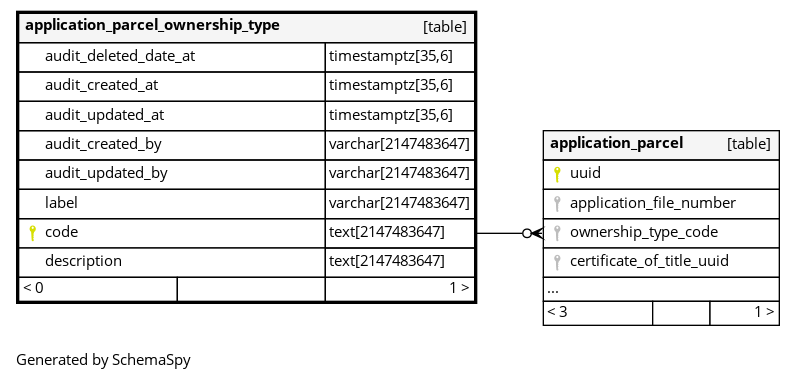 application_parcel_ownership_type [table]
audit_deleted_date_at timestamptz[35,6]
audit_created_at timestamptz[35,6]
audit_updated_at timestamptz[35,6]
audit_created_by varchar[2147483647]
audit_updated_by varchar[2147483647]
label varchar[2147483647]
code text[2147483647]
description text[2147483647]
< 0 1 >
application_parcel [table]
uuid
application_file_number
ownership_type_code
certificate_of_title_uuid
...
< 3 1 >
Generated by SchemaSpy